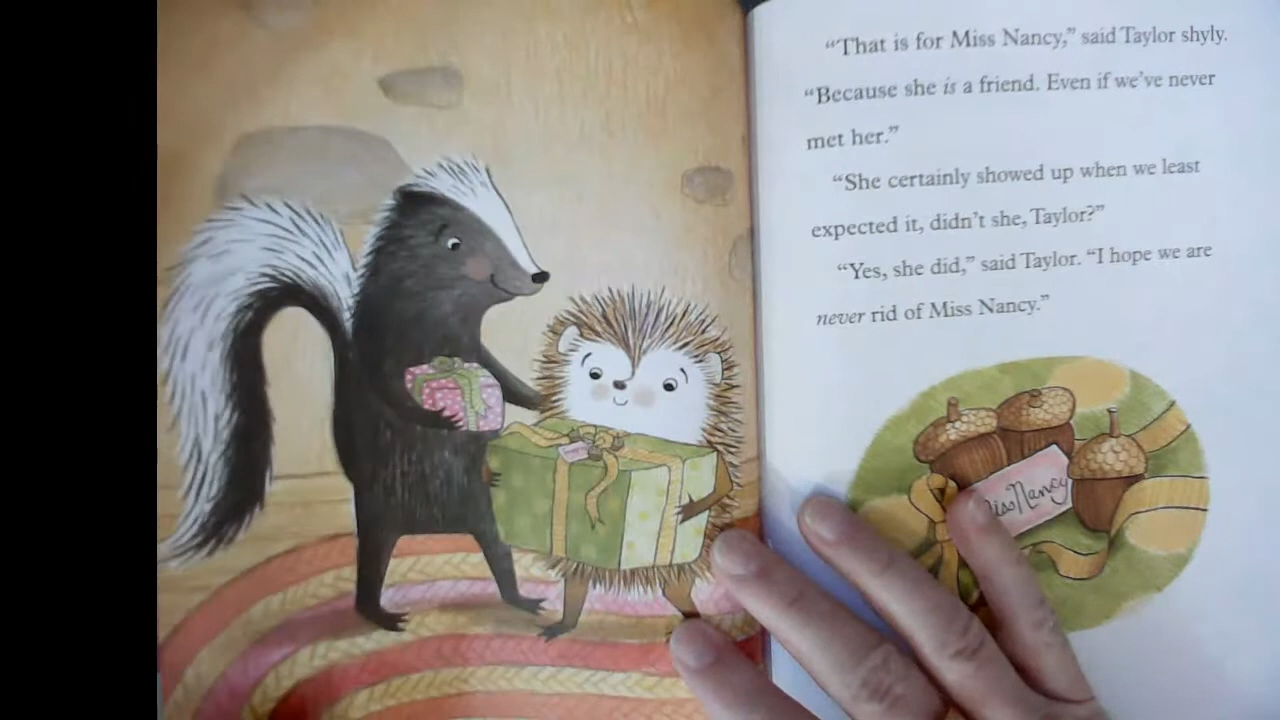 “That is for Miss Nancy,” said Taylor shyly.
“Because she is a friend. Even if we’ve never
met her.”
“She certainly showed up when we least
expected it, didn’t she, Taylor?”
“Yes, she did,” said Taylor. “I hope we are
never rid of Miss Nancy.”
iss Nancy